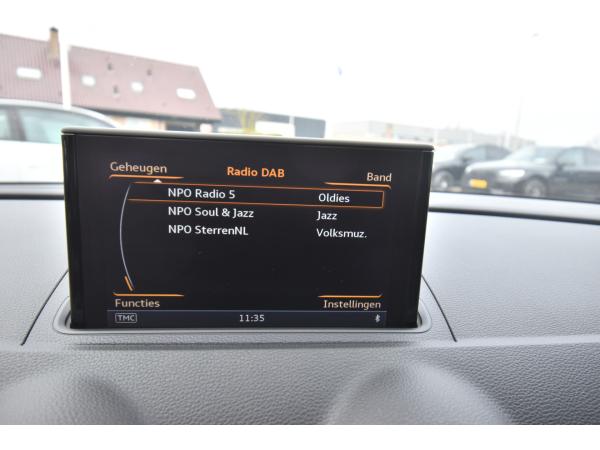 Geheugen Radio DAB Band
NPO Radio 5 Oldies
NPO Soul & Jazz Jazz
NPO SterrenNL Volksmuz.
Functies Instellingen
TMC 11:35